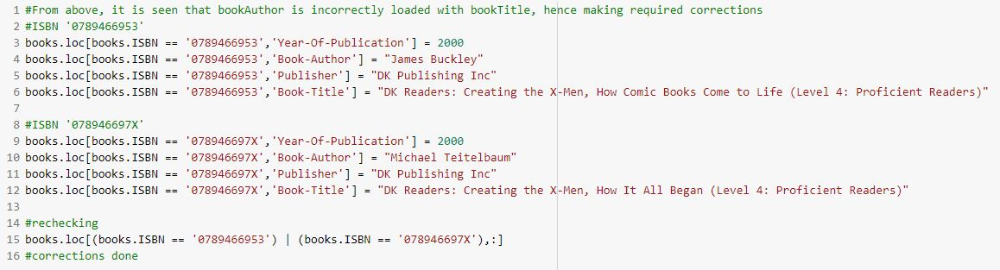 1 #From above, it is seen that bookAuthor is incorrectly loaded with bookTitle, hence making required corrections
2 #ISBN '0789466953'
3 books.loc[books.ISBN == '0789466953','Year-Of-Publication'] = 2000
4 books.loc[books.ISBN == '0789466953','Book-Author'] = "James Buckley"
5 books.loc[books.ISBN == '0789466953','Publisher'] = "DK Publishing Inc"
6 books.loc[books.ISBN == '0789466953','Book-Title'] = "DK Readers: Creating the X-Men, How Comic Books Come to Life (Level 4: Proficient Readers)"
7
8 #ISBN '078946697X'
9 books.loc[books.ISBN == '078946697X','Year-Of-Publication'] = 2000
10 books.loc[books.ISBN == '078946697X','Book-Author'] = "Michael Teitelbaum"
11 books.loc[books.ISBN == '078946697X','Publisher'] = "DK Publishing Inc"
12 books.loc[books.ISBN == '078946697X','Book-Title'] = "DK Readers: Creating the X-Men, How It All Began (Level 4: Proficient Readers)"
13
14 #rechecking
15 books.loc[(books.ISBN == '0789466953') | (books.ISBN == '078946697X'),:]
16 #corrections done